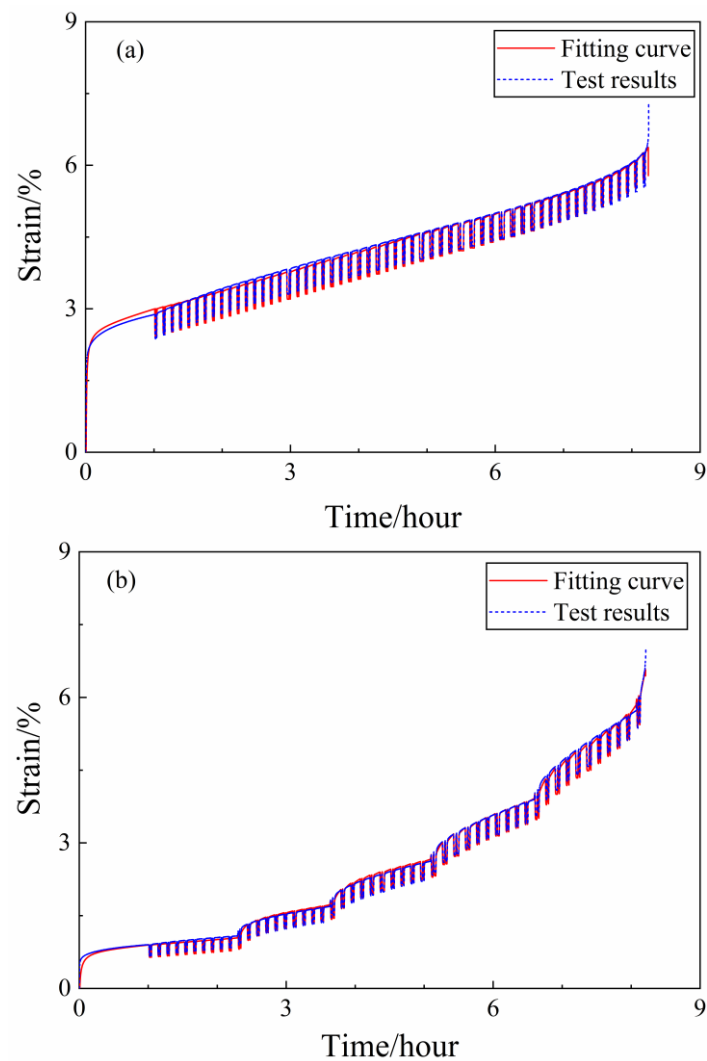 (a)
Fitting curve
Test results
9
6
3
0
Strain/%
0 3 6 9
Time/hour
(b)
Fitting curve
Test results
9
6
3
0
Strain/%
0 3 6 9
Time/hour